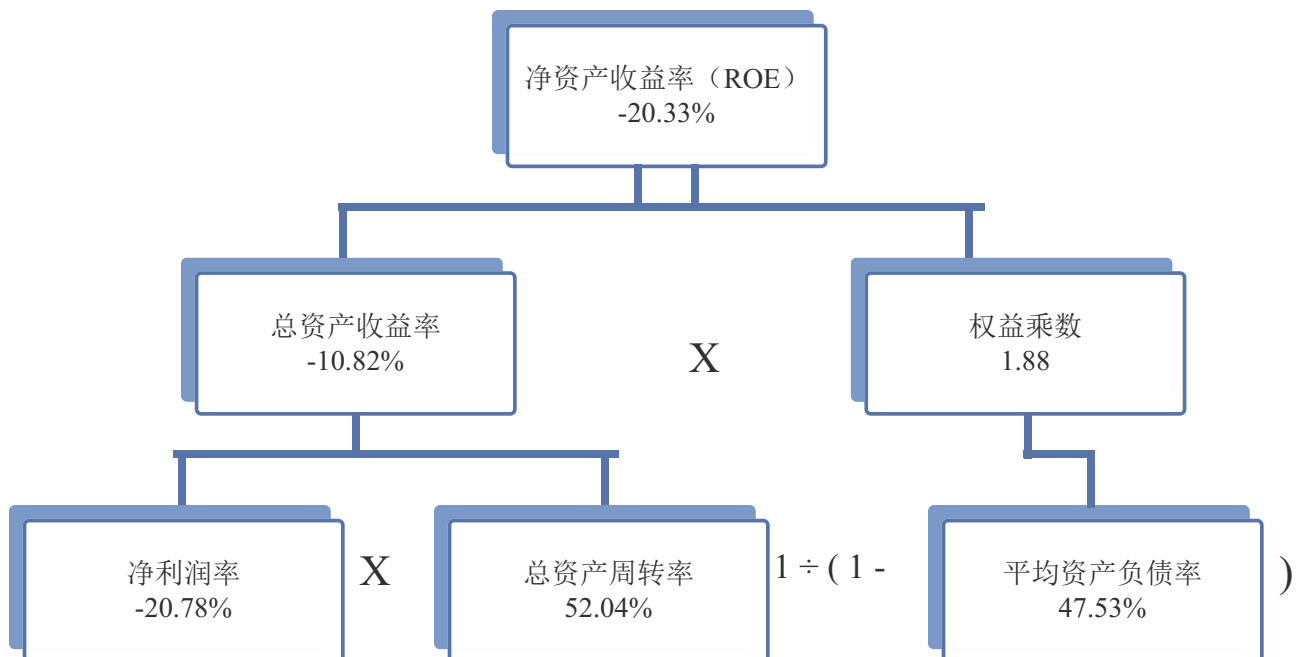 净资产收益率（ROE）
-20.33%
总资产收益率
-10.82%
X
权益乘数
1.88
净利润率
-20.78%
X
总资产周转率
52.04%
1 ÷ ( 1 -
平均资产负债率
47.53%
)